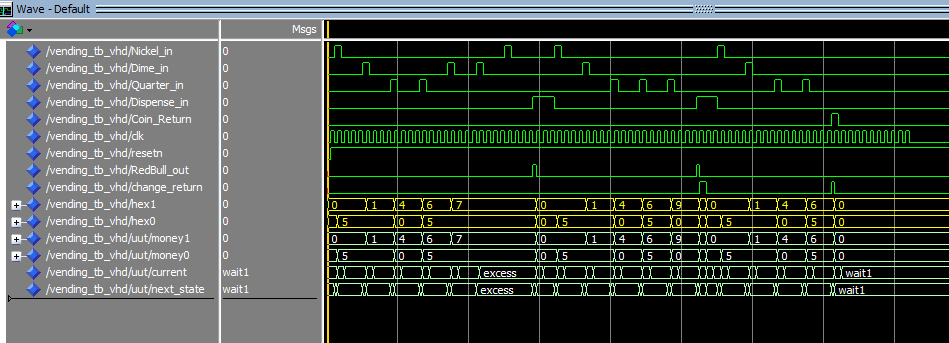 Wave - Default
Msgs
/vending_tb_vhd/Nickel_in 0
/vending_tb_vhd/Dime_in 0
/vending_tb_vhd/Quarter_in 0
/vending_tb_vhd/Dispense_in 0
/vending_tb_vhd/Coin_Return 0
/vending_tb_vhd/clk 0
/vending_tb_vhd/resetn 0
/vending_tb_vhd/RedBull_out 0
/vending_tb_vhd/change_return 0
/vending_tb_vhd/hex1 0 0 1 4 6 7 0 1 4 6 9 0 1 4 6 0
/vending_tb_vhd/hex0 0 5 0 5 0 5 0 5 0 5 0 5 0
/vending_tb_vhd/uut/money1 0 0 1 4 6 7 0 1 4 6 9 0 1 4 6 0
/vending_tb_vhd/uut/money0 0 5 0 5 0 5 0 5 0 5 0 5 0
/vending_tb_vhd/uut/current wait1 excess wait1
/vending_tb_vhd/uut/next_state wait1 excess wait1